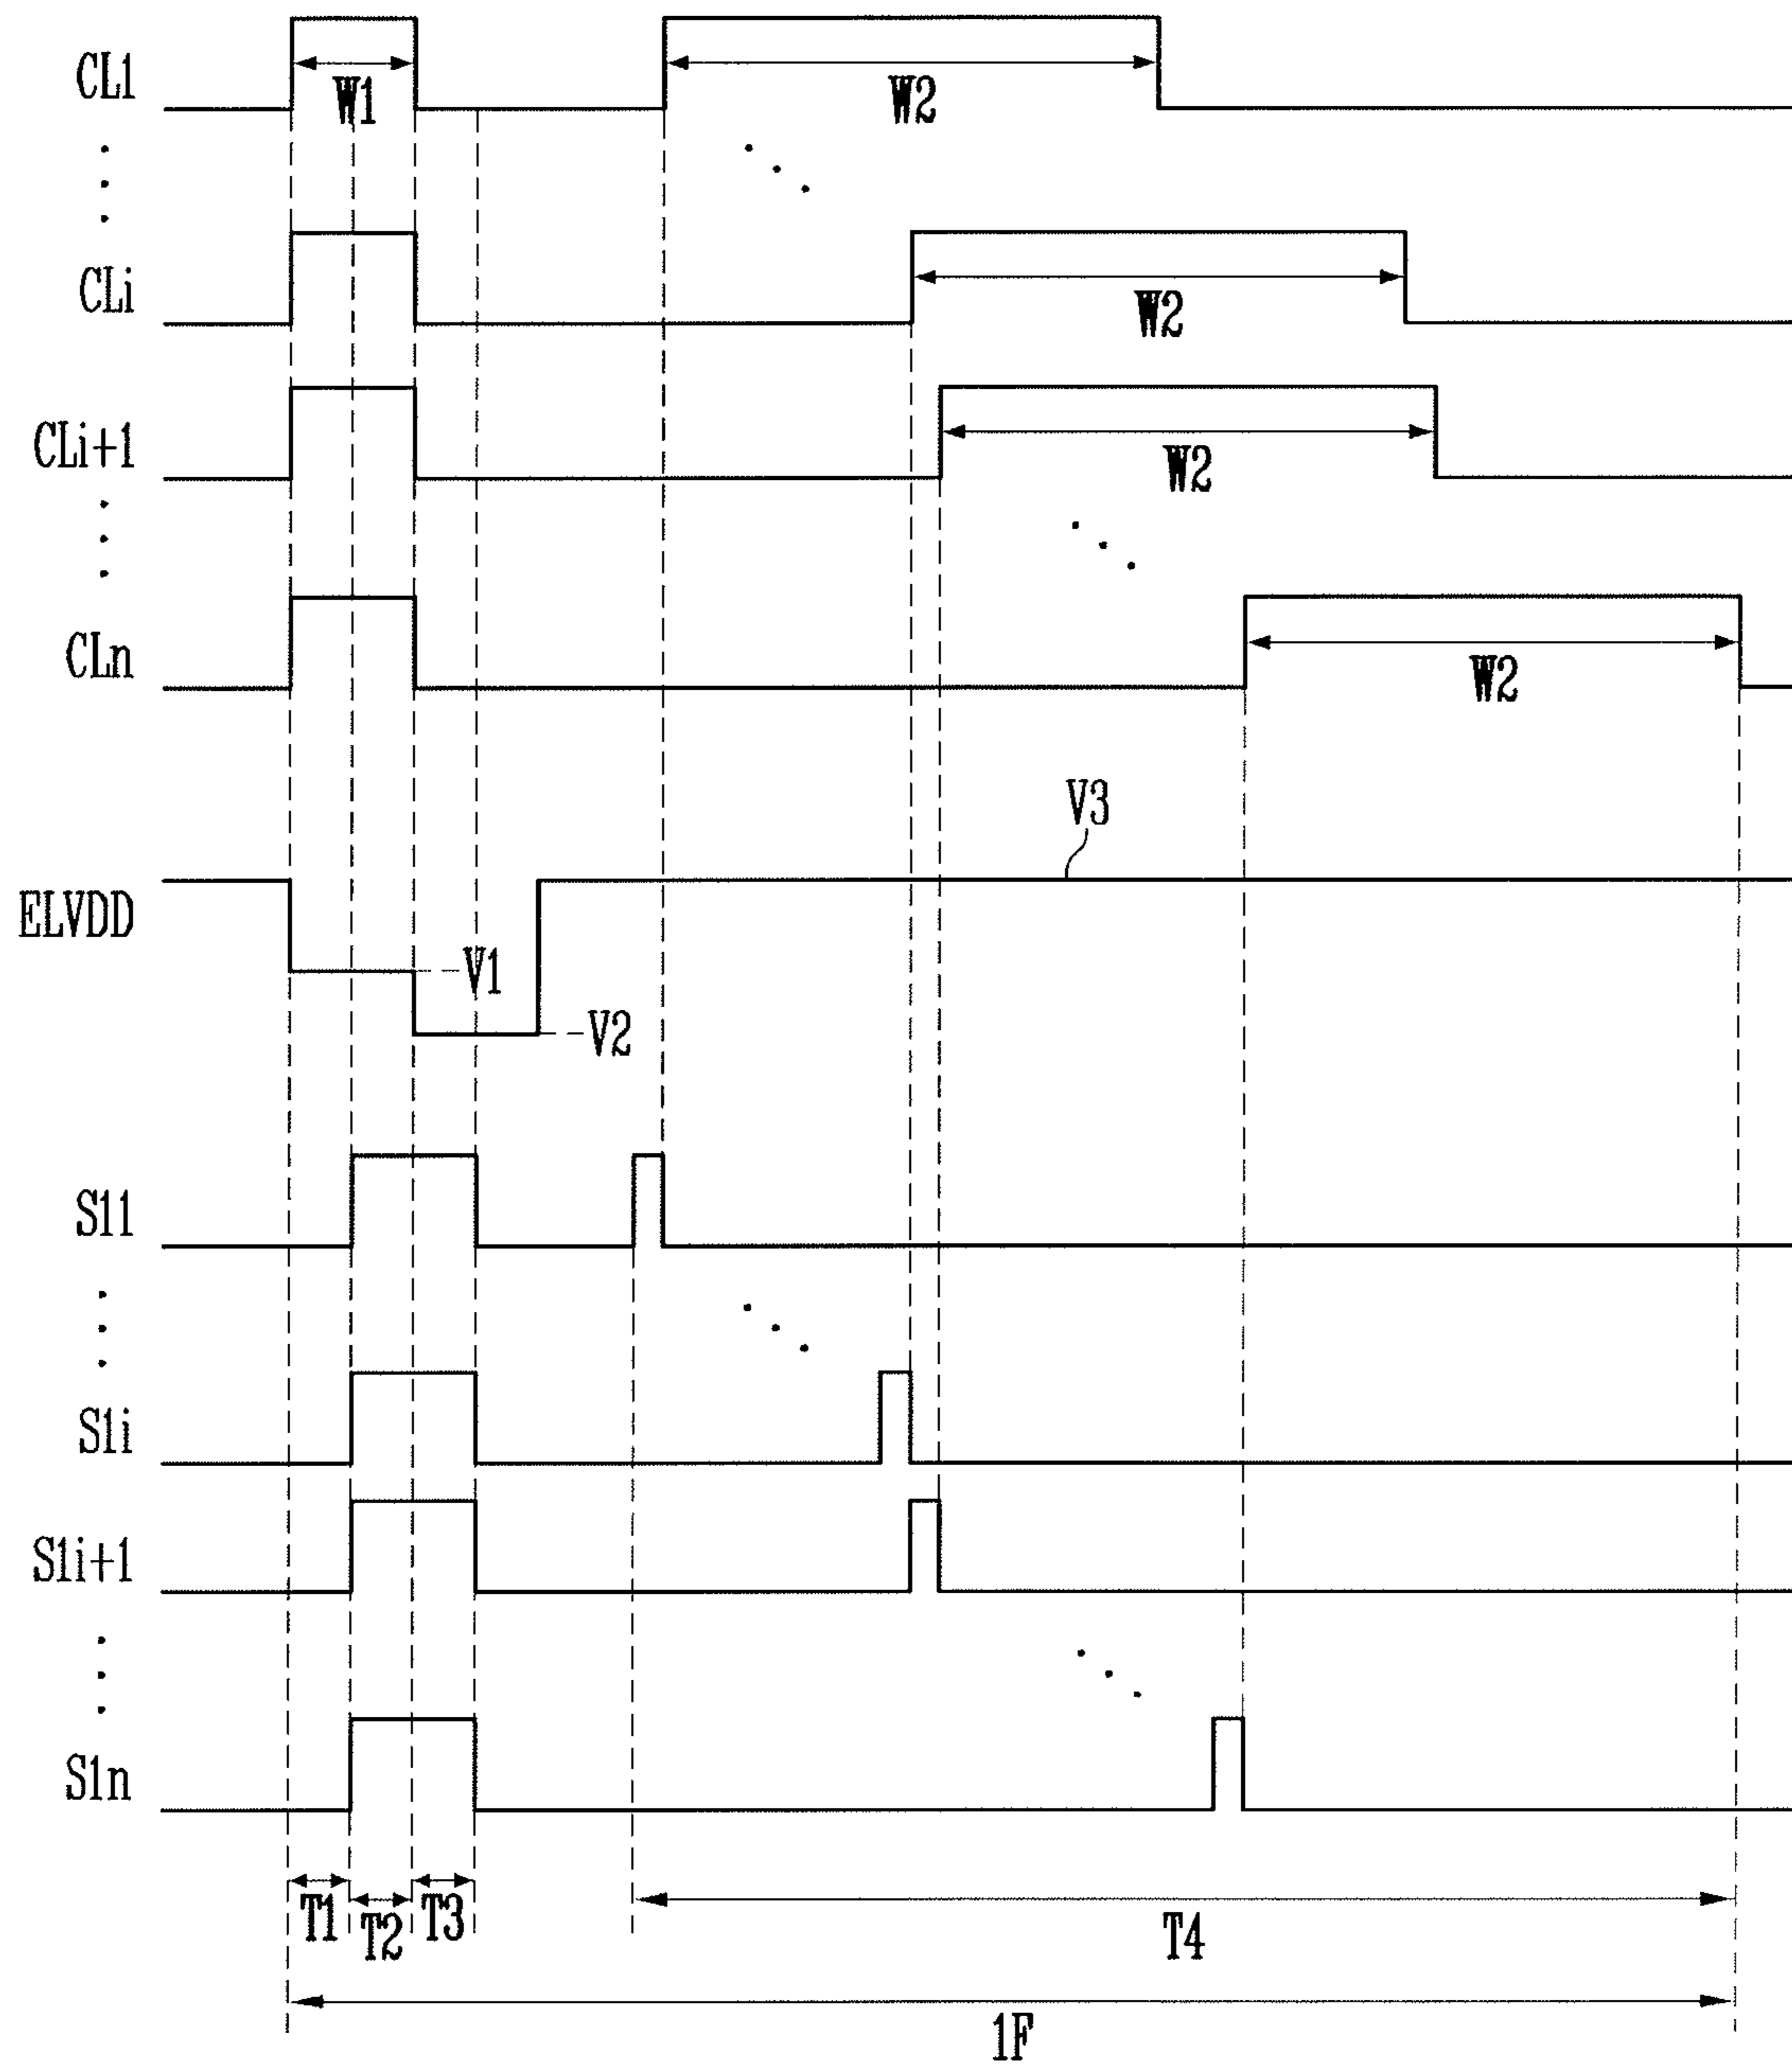 CL1
W1
W2
CLi
W2
CLi+1
W2
CLn
W2
V3
ELVDD
V1
V2
S11
S1i
S1i+1
S1n
T1
T2
T3
T4
1F